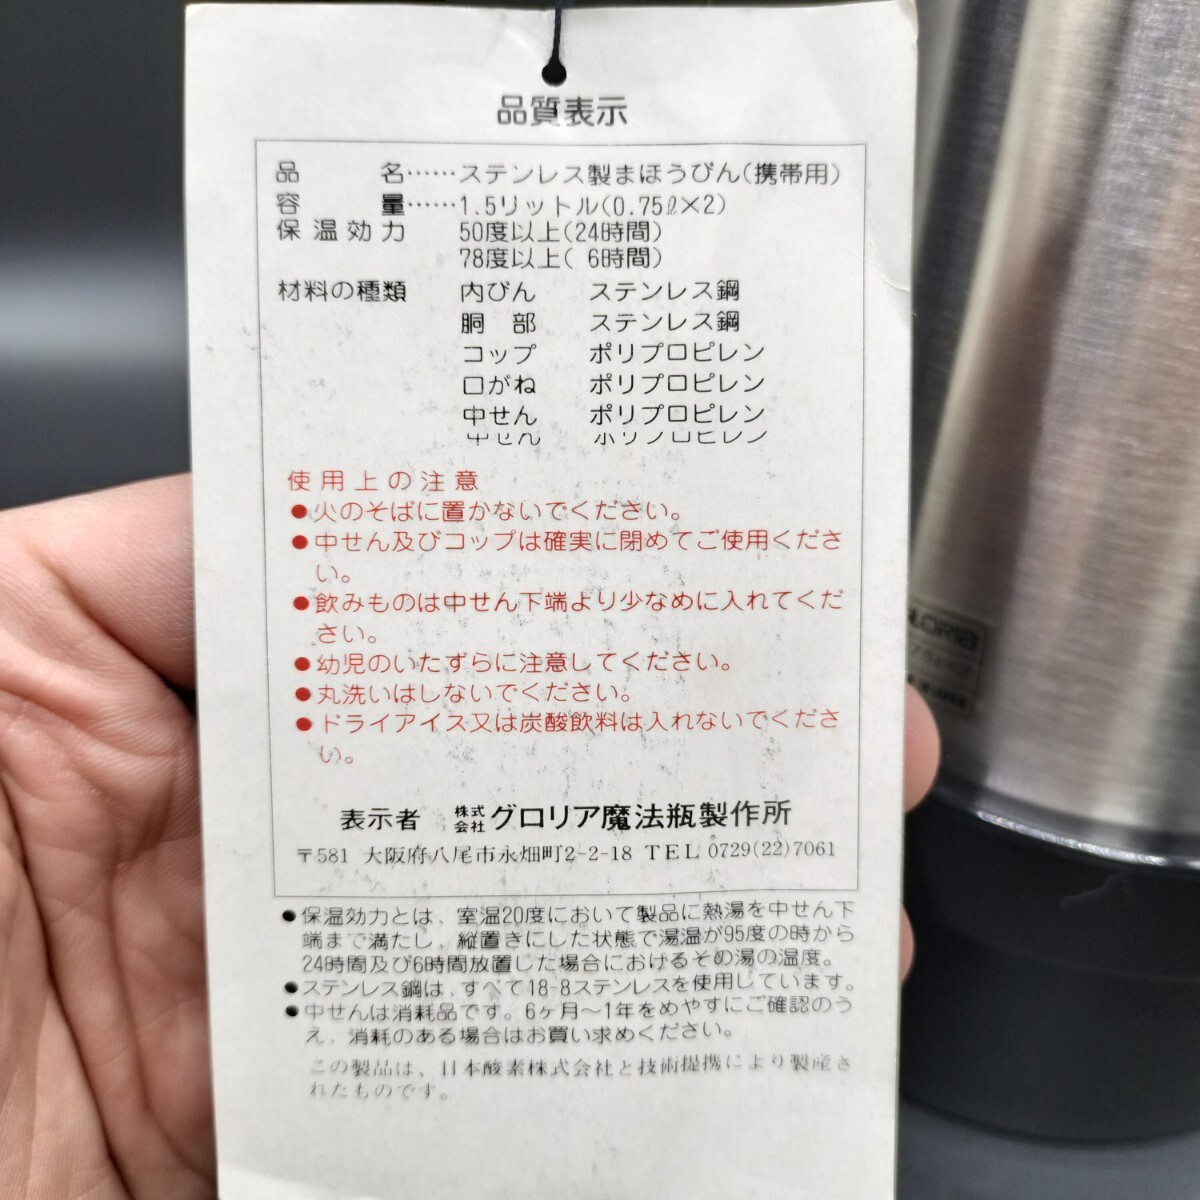 品質表示
品 名……ステンレス製まほうびん(携帯用)
容 量……1.5リットル(0.75ℓ×2)
保温効力 50度以上(24時間)
78度以上( 6時間)
材料の種類 内びん ステンレス鋼
胴 部 ステンレス鋼
コップ ポリプロピレン
口がね ポリプロピレン
中せん ポリプロピレン
中せん ポリプロピレン
使用上の注意
●火のそばに置かないでください。
●中せん及びコップは確実に閉めてご使用くださ
い。
●飲みものは中せん下端より少なめに入れてくだ
さい。
●幼児のいたずらに注意してください。
●丸洗いはしないでください。
●ドライアイス又は炭酸飲料は入れないでくださ
い。
表示者 株式会社グロリア魔法瓶製作所
〒581 大阪府八尾市永畑町2-2-18 TEL 0729(22)7061
●保温効力とは、室温20度において製品に熱湯を中せん下
端まで満たし、縦置きにした状態で湯温が95度の時から
24時間及び6時間放置した場合におけるその湯の温度。
●ステンレス鋼は、すべて18-8ステンレスを使用しています。
●中せんは消耗品です。6ヶ月〜1年をめやすにご確認のう
え、消耗のある場合はお買い求めください。
この製品は、日本酸素株式会社と技術提携により製産さ
れたものです。